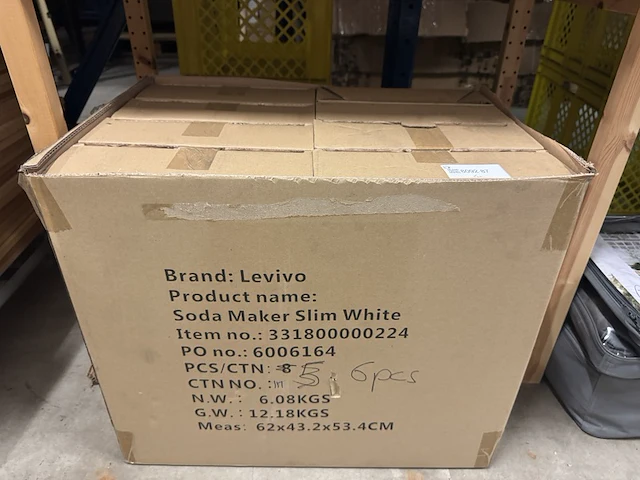 Brand: Levivo
Product name:
Soda Maker Slim White
Item no.: 331800000224
PO no.: 6006164
PCS/CTN: 8 5 6pcs
CTN NO.:
N.W.: 6.08KGS
G.W.: 12.18KGS
Meas: 62x43.2x53.4CM